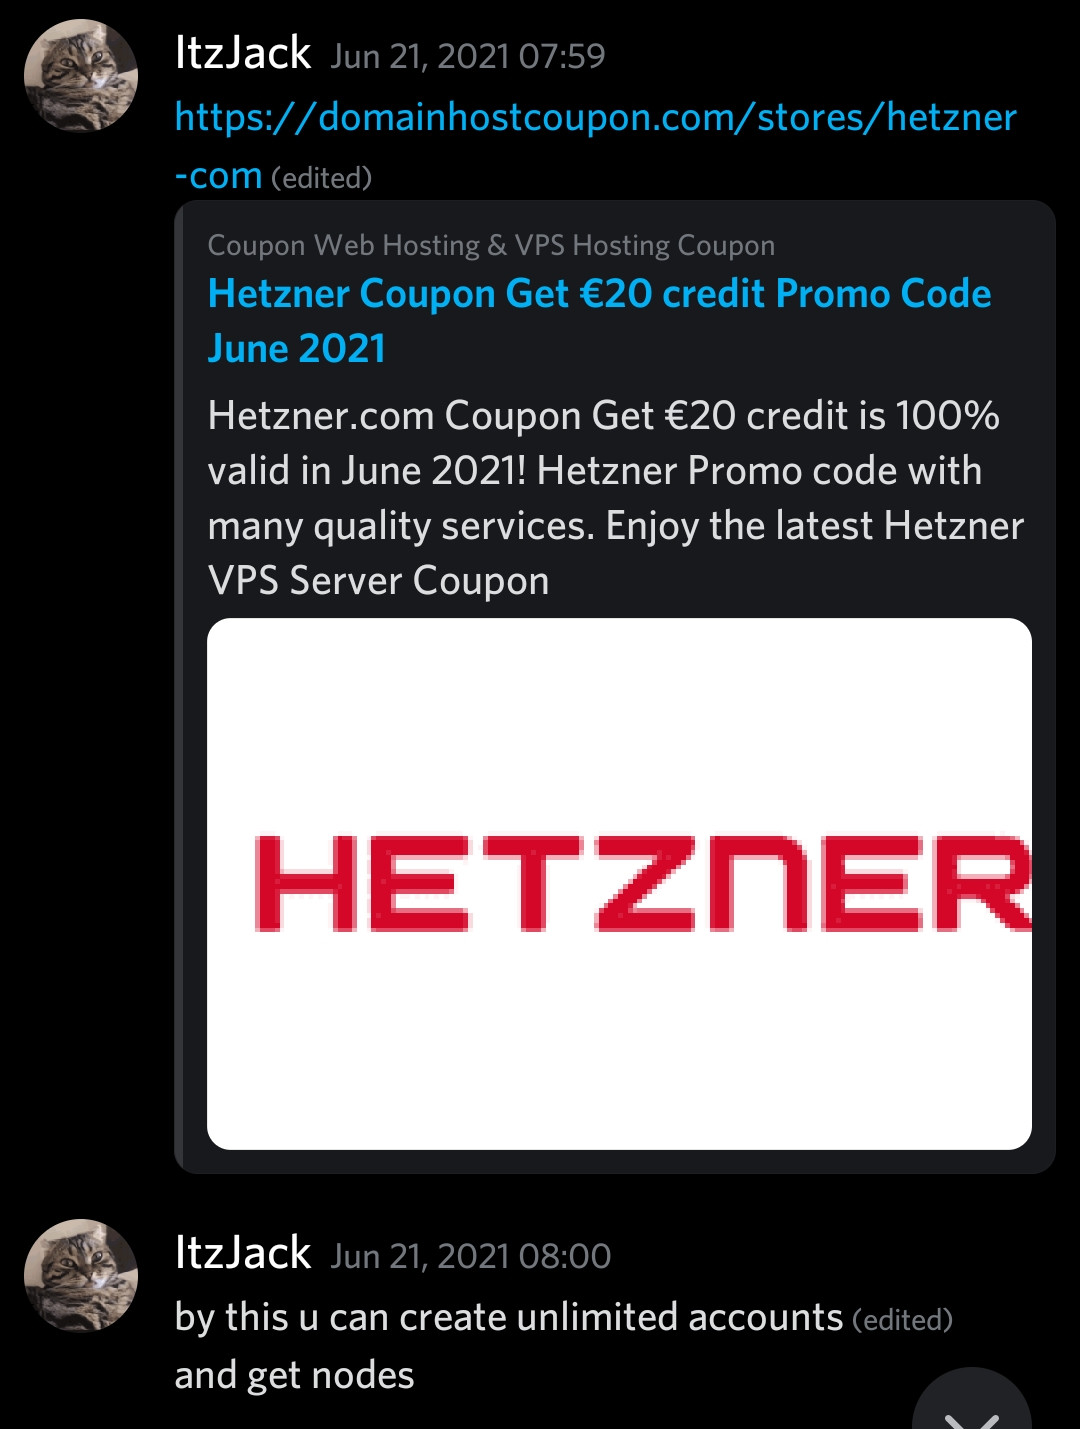 ItzJack Jun 21, 2021 07:59
https://domainhostcoupon.com/stores/hetzner
-com (edited)
Coupon Web Hosting & VPS Hosting Coupon
Hetzner Coupon Get €20 credit Promo Code
June 2021
Hetzner.com Coupon Get €20 credit is 100%
valid in June 2021! Hetzner Promo code with
many quality services. Enjoy the latest Hetzner
VPS Server Coupon
HETZNER
ItzJack Jun 21, 2021 08:00
by this u can create unlimited accounts (edited)
and get nodes